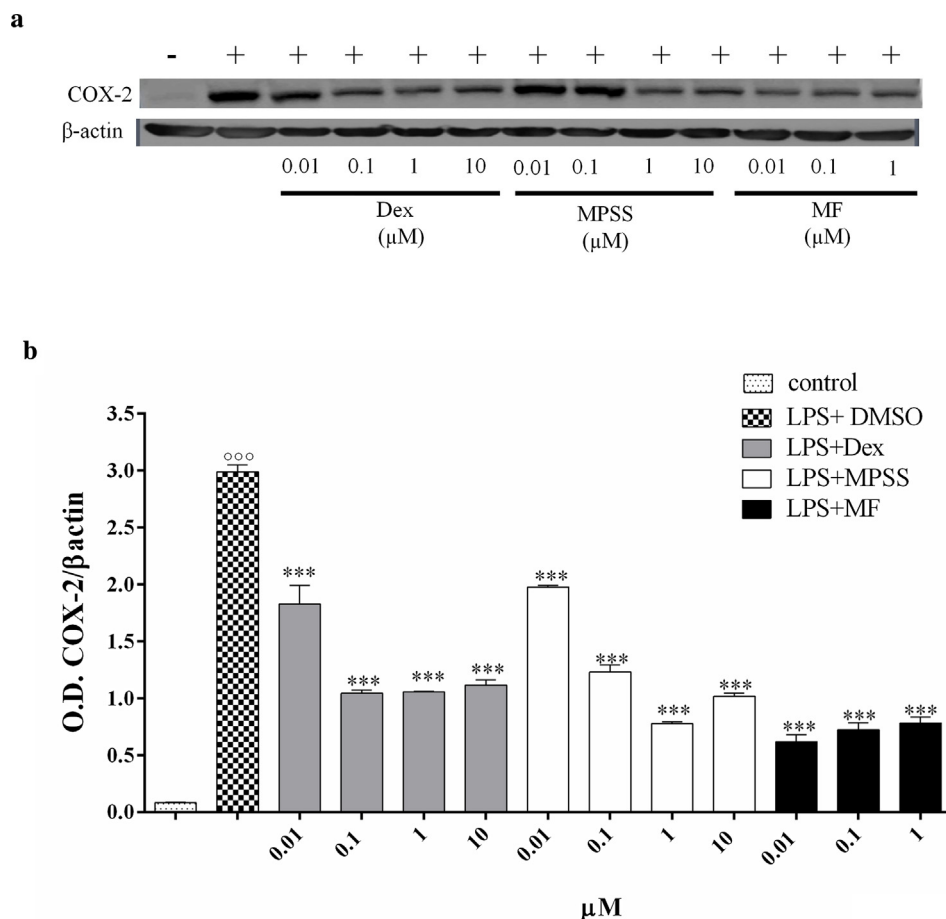 a
- + + + + + + + + + + + +
COX-2
β-actin
0.01 0.1 1 10 0.01 0.1 1 10 0.01 0.1 1
Dex MPSS MF
(µM) (µM) (µM)
b
control
LPS+ DMSO
LPS+Dex
LPS+MPSS
LPS+MF
O.D. COX-2/βactin
3.5
3.0
2.5
2.0
1.5
1.0
0.5
0.0
°°°
*** *** *** *** *** *** *** *** *** *** ***
0.01 0.1 1 10 0.01 0.1 1 10 0.01 0.1 1
µM